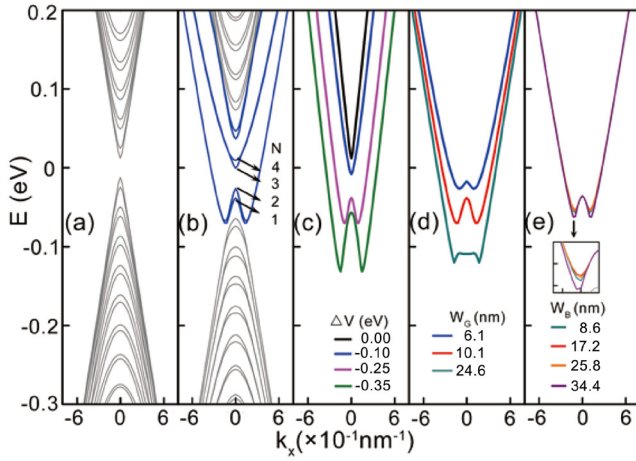 0.2
0.1
0
-0.1
-0.2
-0.3
E (eV)
(a)
(b)
(c)
(d)
(e)
N
4
3
2
1
ΔV (eV)
0.00
-0.10
-0.25
-0.35
W_G (nm)
6.1
10.1
24.6
W_B (nm)
8.6
17.2
25.8
34.4
-6 0 6 -6 0 6 -6 0 6 -6 0 6 -6 0 6
k_x(×10⁻¹nm⁻¹)